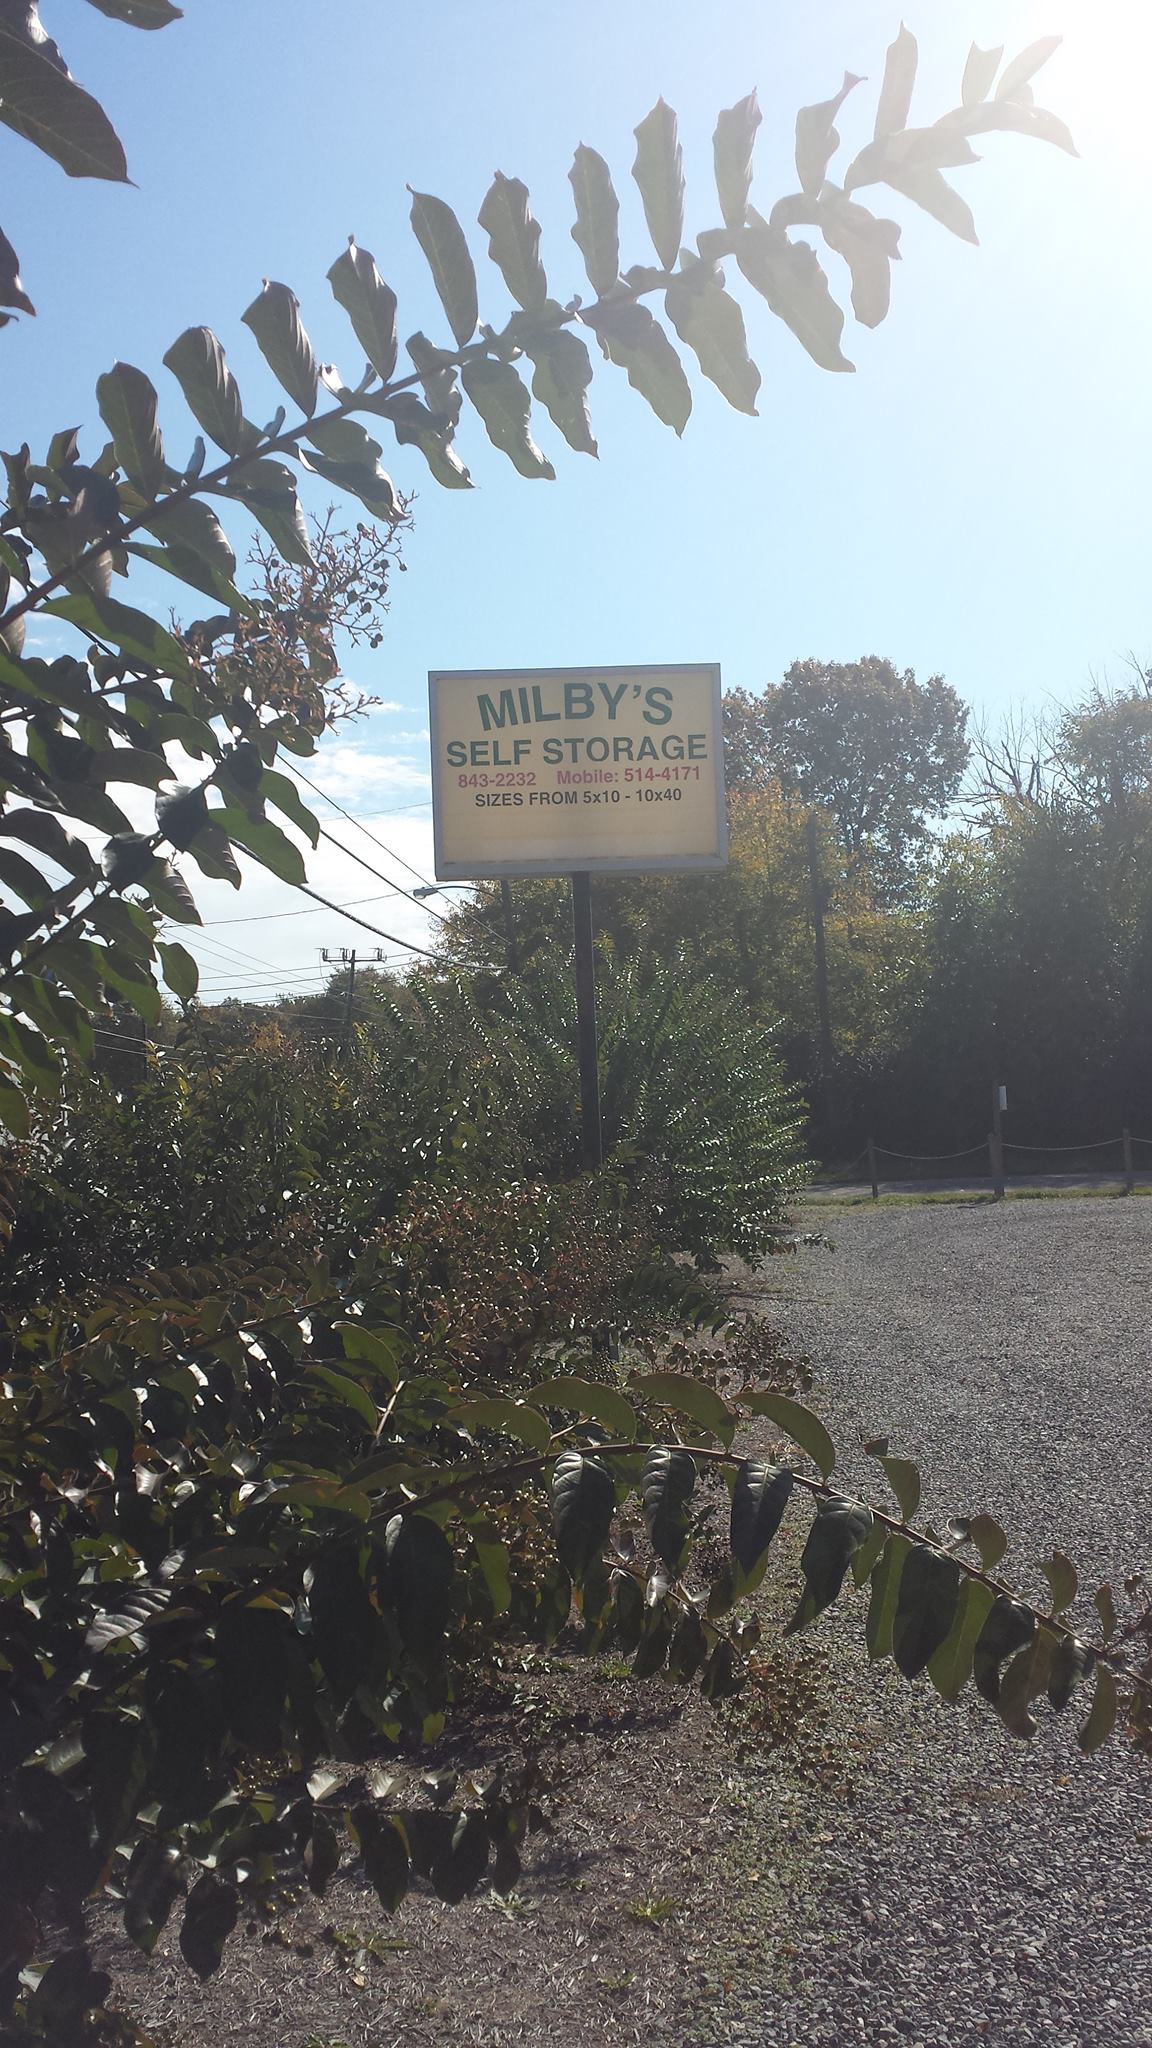 MILBY'S
SELF STORAGE
843-2232 Mobile: 514-4171
SIZES FROM 5x10 - 10x40